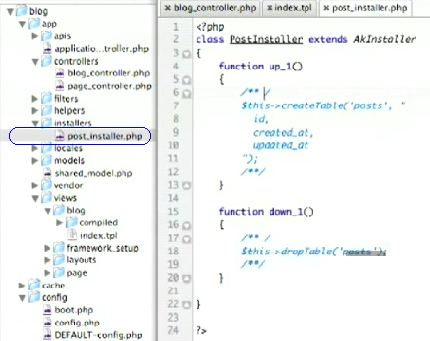 blog
app
apis
applicatio...troller.php
controllers
blog_controller.php
page_controller.php
filters
helpers
installers
post_installer.php
locales
models
shared_model.php
vendor
views
blog
compiled
index.tpl
framework_setup
layouts
page
cache
config
boot.php
config.php
DEFAULT-config.php
blog_controller.php
index.tpl
post_installer.php
1 <?php
2 class PostInstaller extends AkInstaller
3 {
4 function up_1()
5 {
6 /** /
7 $this->createTable('posts', "
8 id,
9 created_at,
10 updated_at
11 ");
12 /**/
13 }
14
15 function down_1()
16 {
17 /** /
18 $this->dropTable('posts');
19 /**/
20 }
21
22 }
23
24 ?>